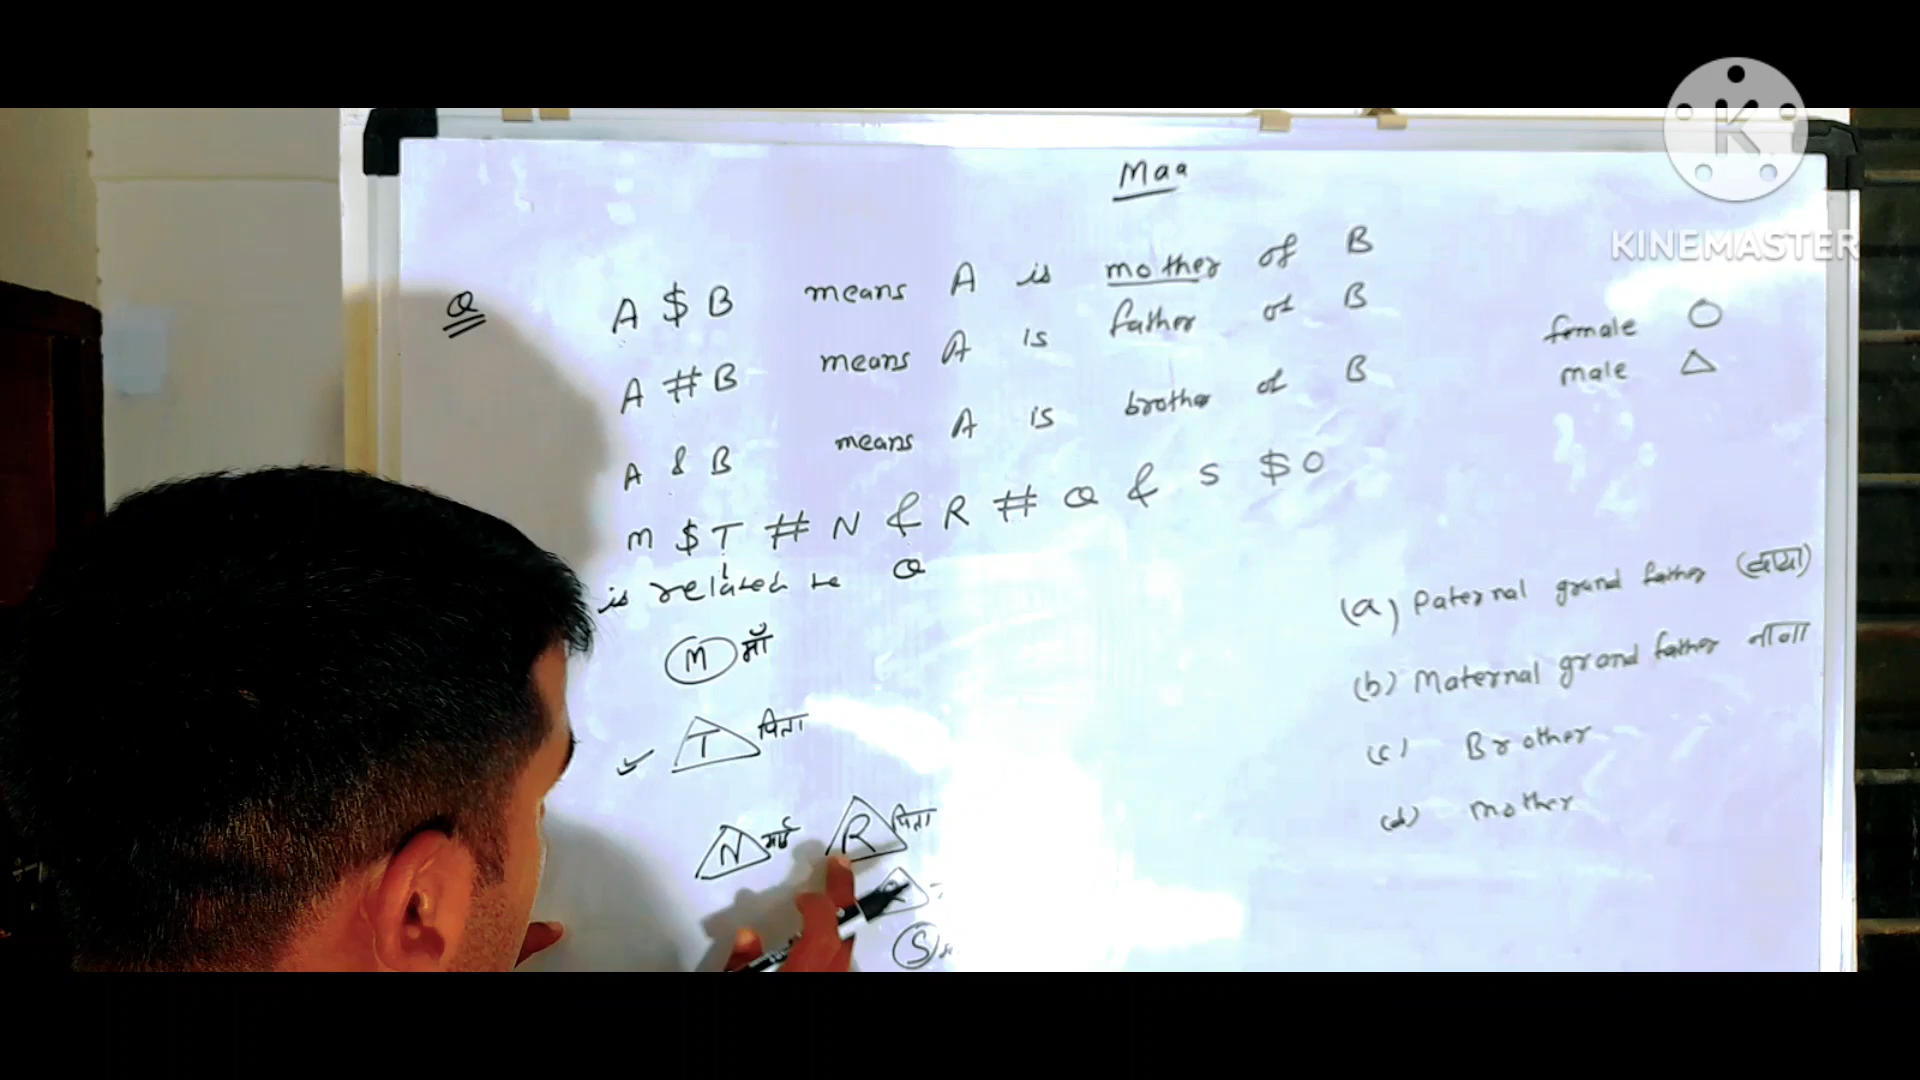 Maa
Q A $ B means A is mother of B
A # B means A is father of B
A & B means A is brother of B
female
male
M $ T # N & R # Q & S $ O
is related to Q
(a) Paternal grand father (दादा)
(b) Maternal grand father नाना
(c) Brother
(d) mother
M माँ
T पिता
N भाई R पिता
S
K
KINEMASTER